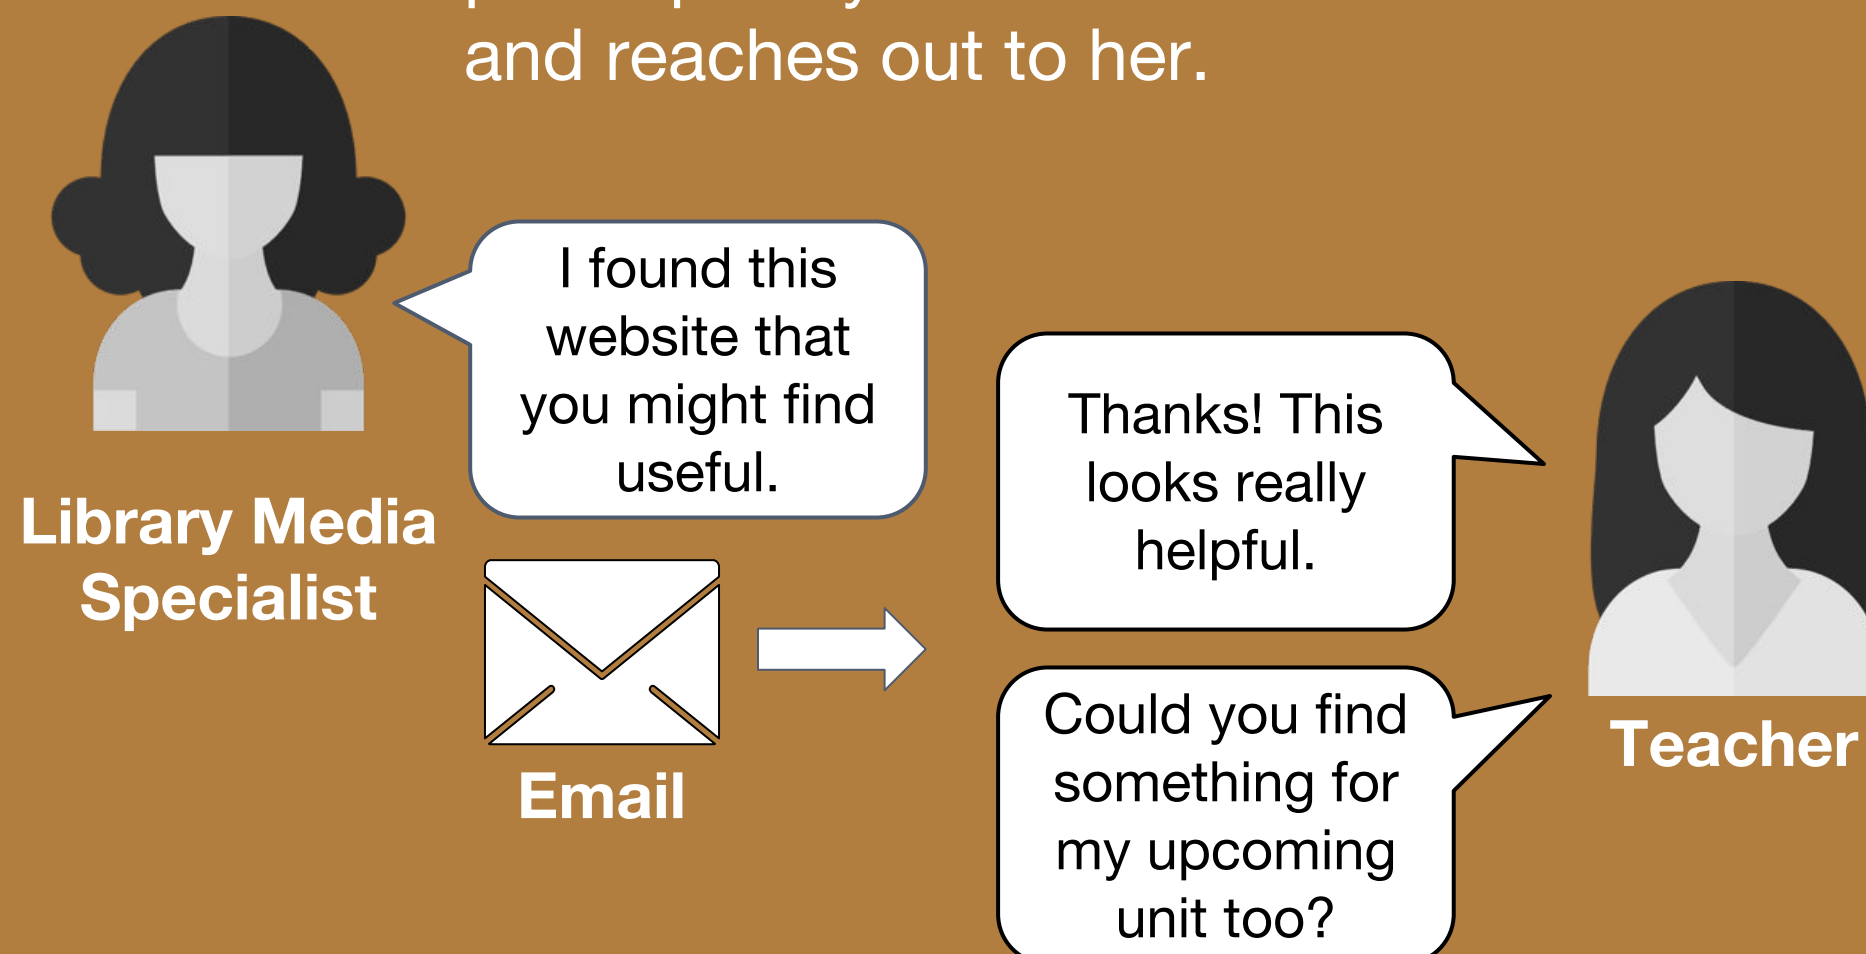 and reaches out to her.
I found this
website that
you might find
useful.
Library Media
Specialist
Email
Thanks! This
looks really
helpful.
Could you find
something for
my upcoming
unit too?
Teacher